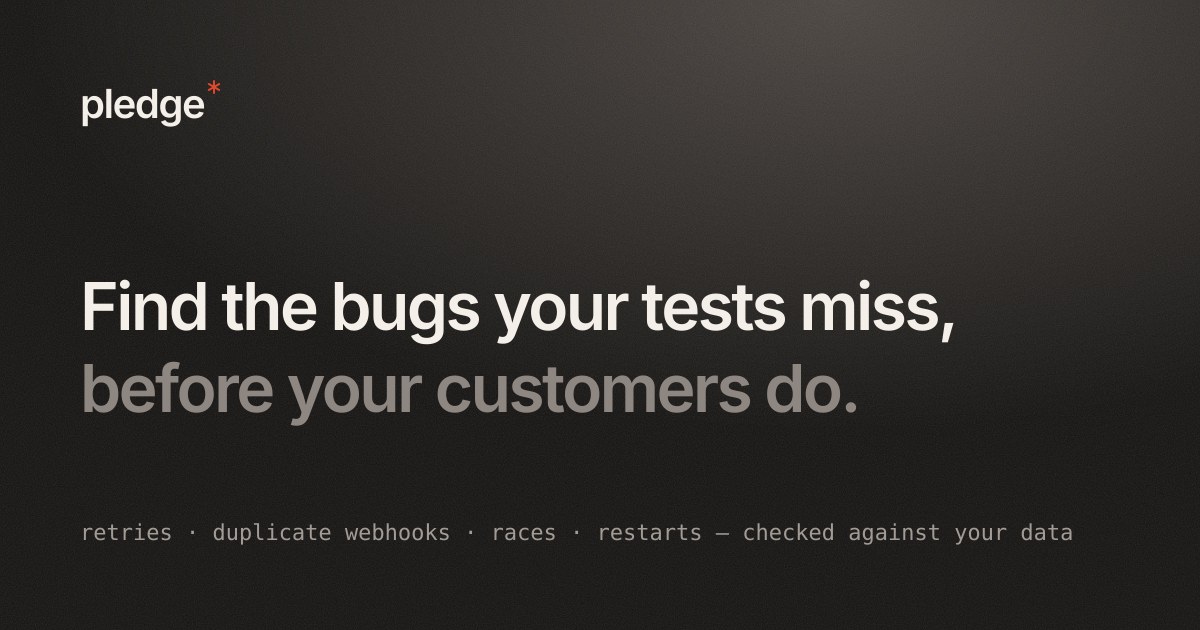 pledge*
Find the bugs your tests miss,
before your customers do.
retries · duplicate webhooks · races · restarts — checked against your data